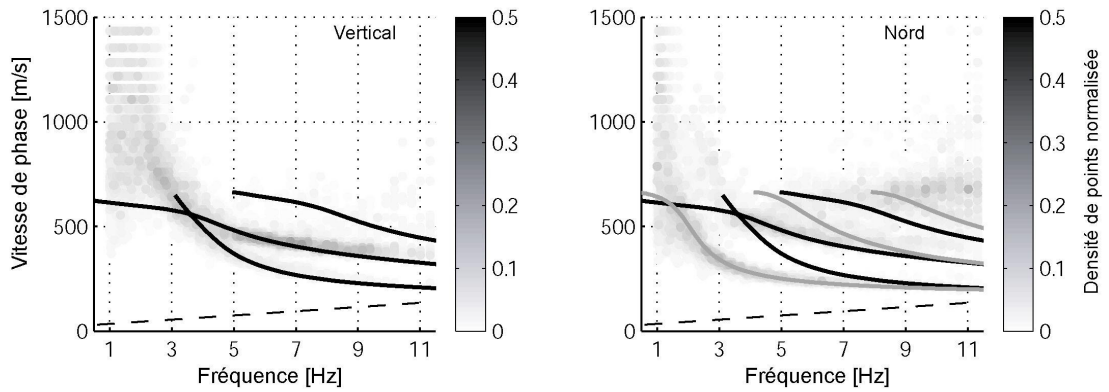 Vitesse de phase [m/s]
1500
1000
500
0
Vertical
1 3 5 7 9 11
Fréquence [Hz]
0.5
0.4
0.3
0.2
0.1
0
1500
1000
500
0
Nord
1 3 5 7 9 11
Fréquence [Hz]
0.5
0.4
0.3
0.2
0.1
0
Densité de points normalisée